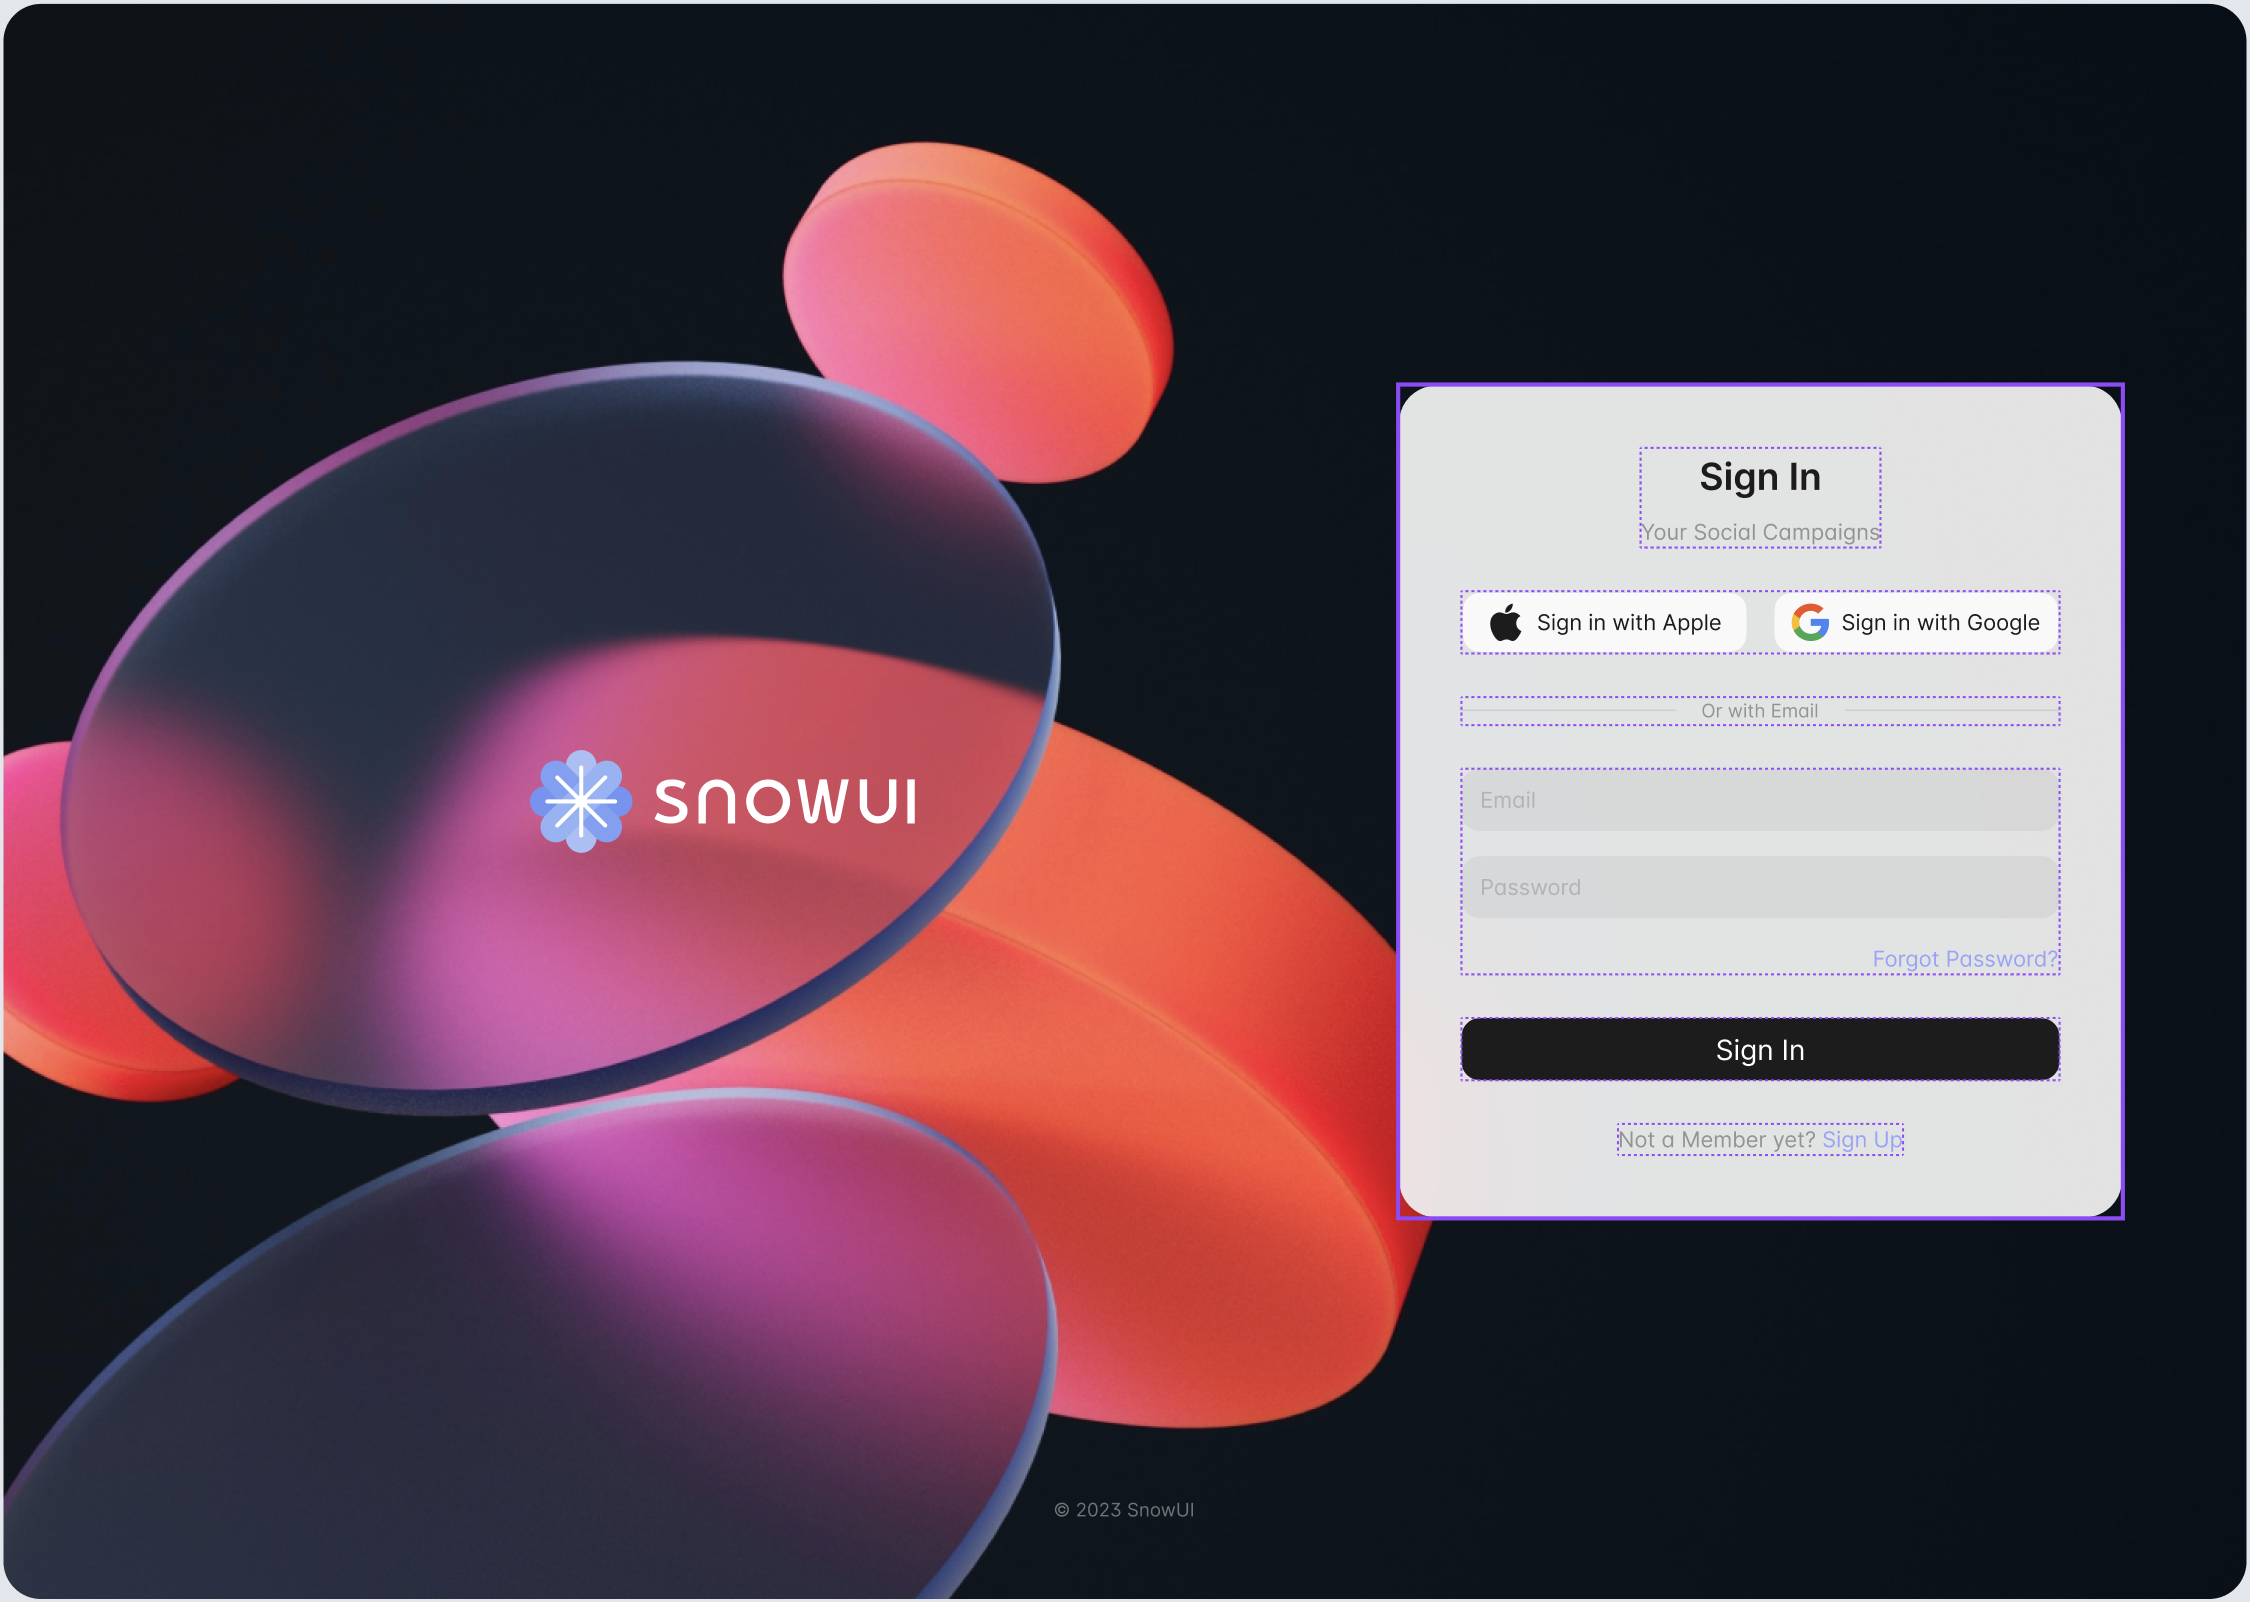 SNOWUI
Sign In
Your Social Campaigns
Sign in with Apple
Sign in with Google
Or with Email
Email
Password
Forgot Password?
Sign In
Not a Member yet? Sign Up
© 2023 SnowUI